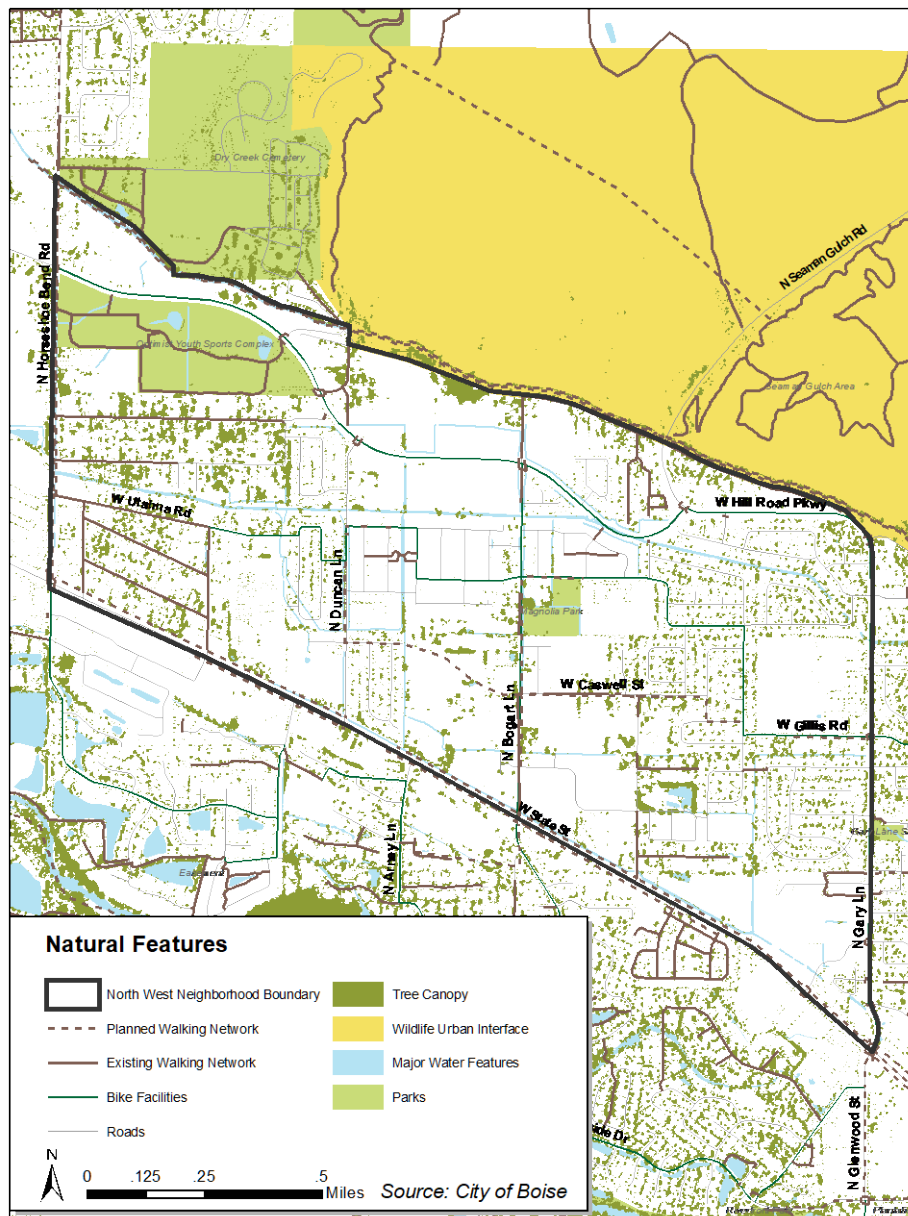 Dry Creek Cemetery
N Seaman Gulch Rd
N Horseshoe Bend Rd
Optimist Youth Sports Complex
Seaman Gulch Area
W Utahna Rd
W Hill Road Pkwy
N Duncan Ln
Magnolia Park
W Caswell St
N Bogart Ln
W Gillis Rd
W State St
N Arney Ln
N Gary Ln
Natural Features
North West Neighborhood Boundary
Planned Walking Network
Existing Walking Network
Bike Facilities
Roads
Tree Canopy
Wildlife Urban Interface
Major Water Features
Parks
N
0 .125 .25 .5
Miles
Source: City of Boise
ide Dr
N Glenwood St